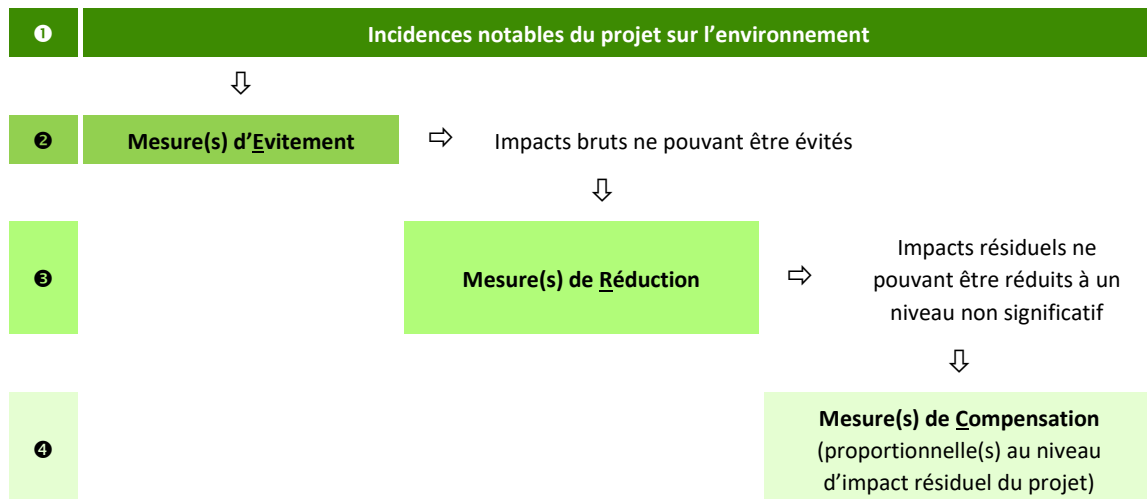 ❶ Incidences notables du projet sur l’environnement
⇩
❷ Mesure(s) d’Evitement ⇨ Impacts bruts ne pouvant être évités
⇩
❸ Mesure(s) de Réduction ⇨ Impacts résiduels ne
pouvant être réduits à un
niveau non significatif
⇩
❹ Mesure(s) de Compensation
(proportionnelle(s) au niveau
d’impact résiduel du projet)